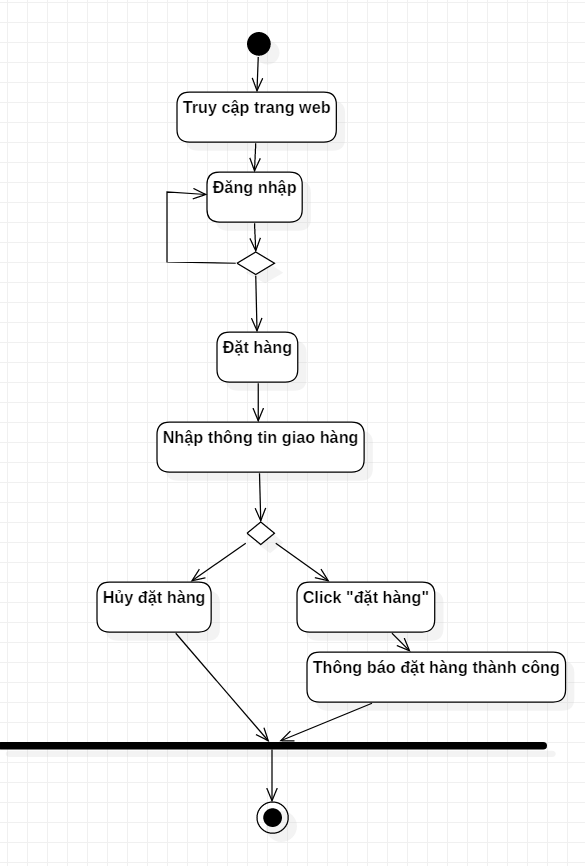 Truy cập trang web
Đăng nhập
Đặt hàng
Nhập thông tin giao hàng
Hủy đặt hàng
Click "đặt hàng"
Thông báo đặt hàng thành công